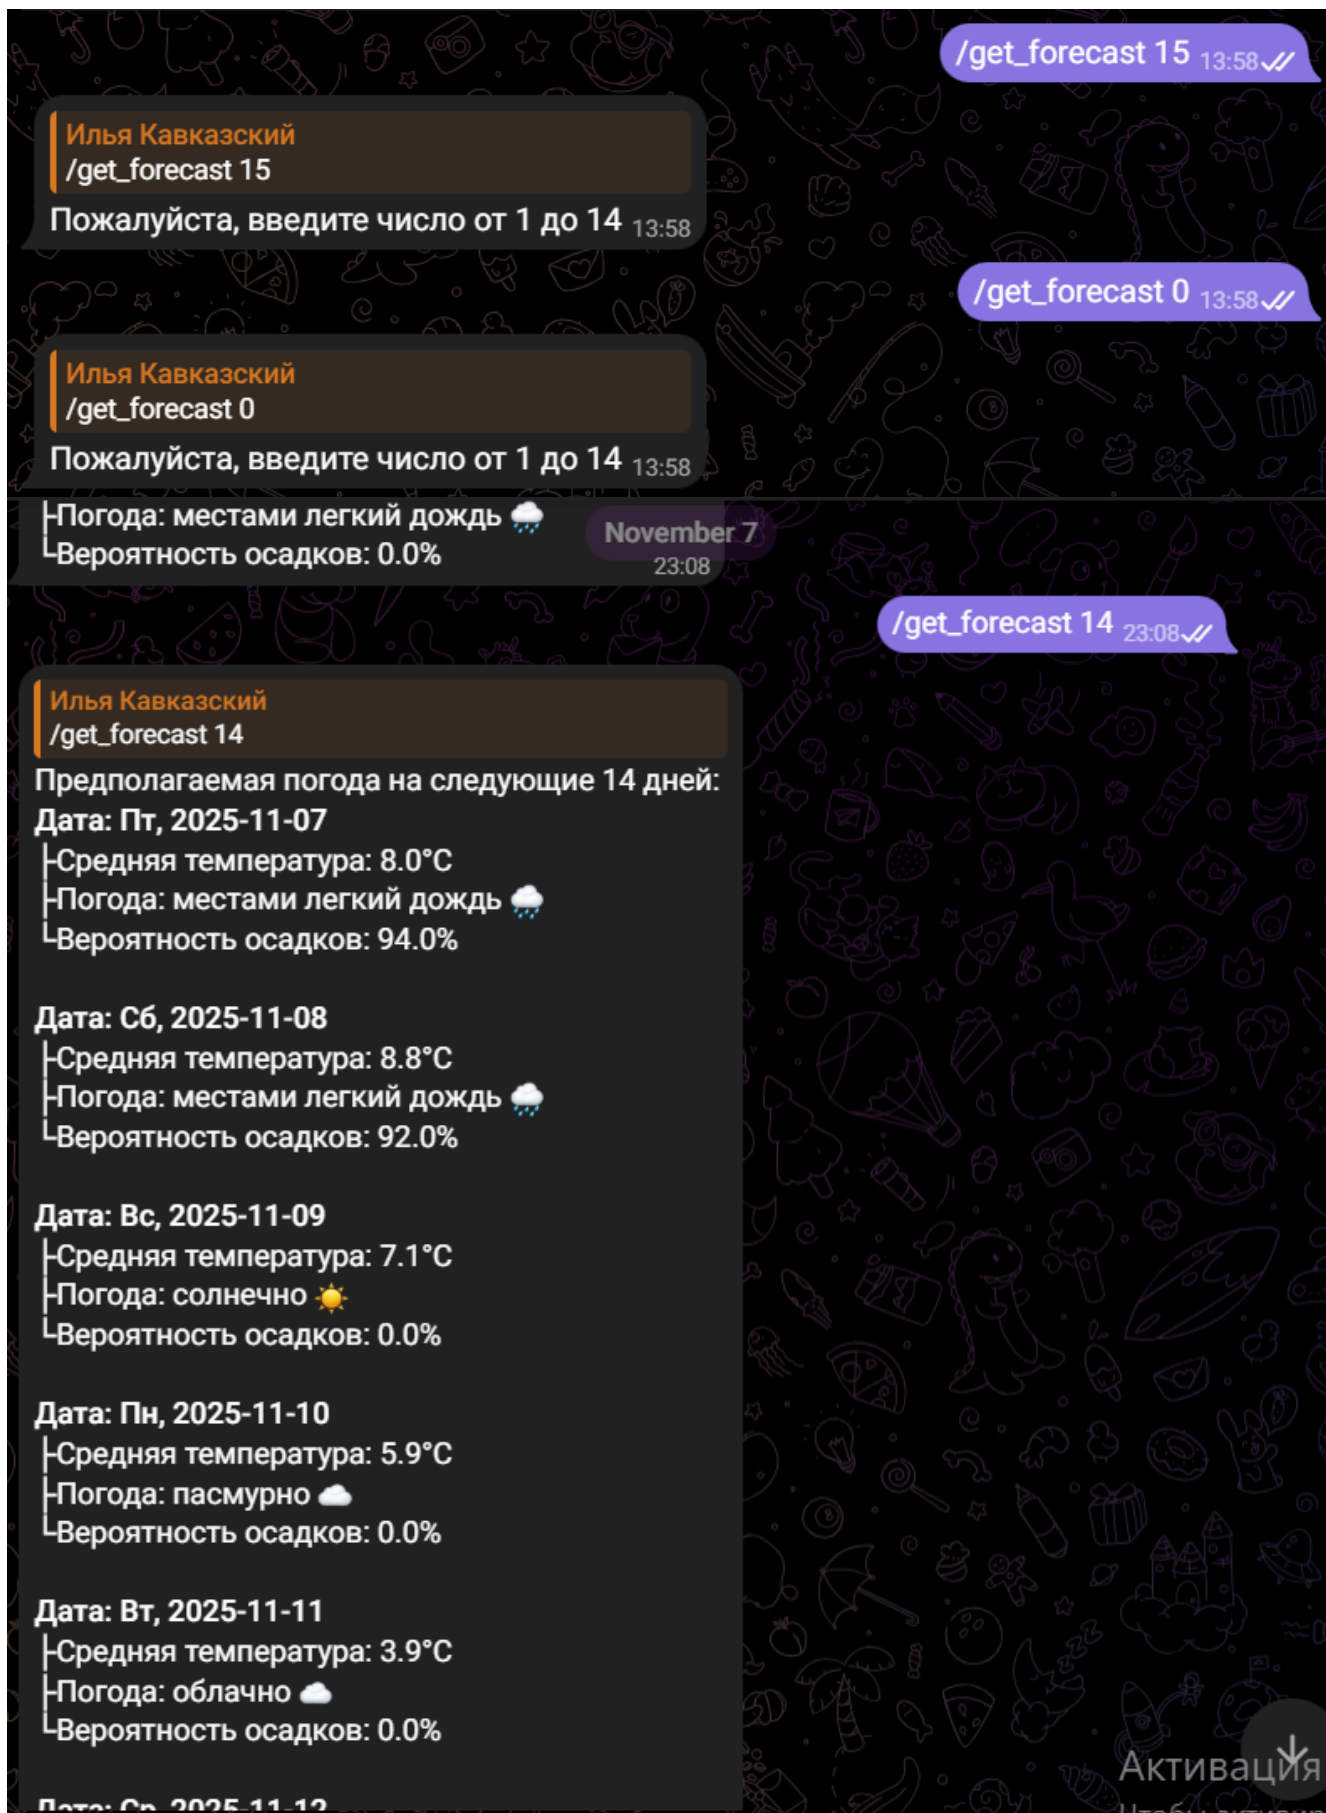 /get_forecast 15 13:58
Илья Кавказский
/get_forecast 15
Пожалуйста, введите число от 1 до 14 13:58
/get_forecast 0 13:58
Илья Кавказский
/get_forecast 0
Пожалуйста, введите число от 1 до 14 13:58
├Погода: местами легкий дождь 🌧
November 7
└Вероятность осадков: 0.0%
23:08
/get_forecast 14 23:08
Илья Кавказский
/get_forecast 14
Предполагаемая погода на следующие 14 дней:
Дата: Пт, 2025-11-07
├Средняя температура: 8.0°C
├Погода: местами легкий дождь 🌧
└Вероятность осадков: 94.0%
Дата: Сб, 2025-11-08
├Средняя температура: 8.8°C
├Погода: местами легкий дождь 🌧
└Вероятность осадков: 92.0%
Дата: Вс, 2025-11-09
├Средняя температура: 7.1°C
├Погода: солнечно ☀️
└Вероятность осадков: 0.0%
Дата: Пн, 2025-11-10
├Средняя температура: 5.9°C
├Погода: пасмурно ☁️
└Вероятность осадков: 0.0%
Дата: Вт, 2025-11-11
├Средняя температура: 3.9°C
├Погода: облачно ☁️
└Вероятность осадков: 0.0%
Дата: Ср, 2025-11-12
Активация